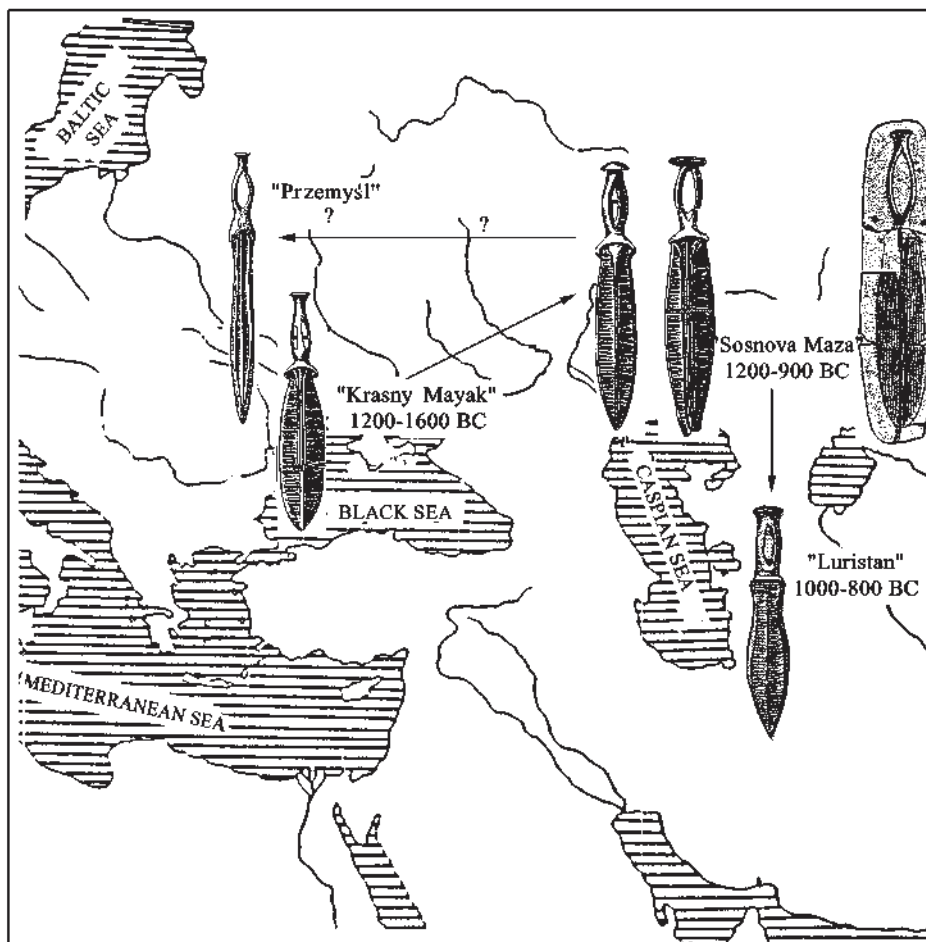 BALTIC
SEA
"Przemyśl"
?
?
"Sosnova Maza"
1200-900 BC
"Krasny Mayak"
1200-1600 BC
BLACK SEA
CASPIAN SEA
"Luristan"
1000-800 BC
MEDITERRANEAN SEA